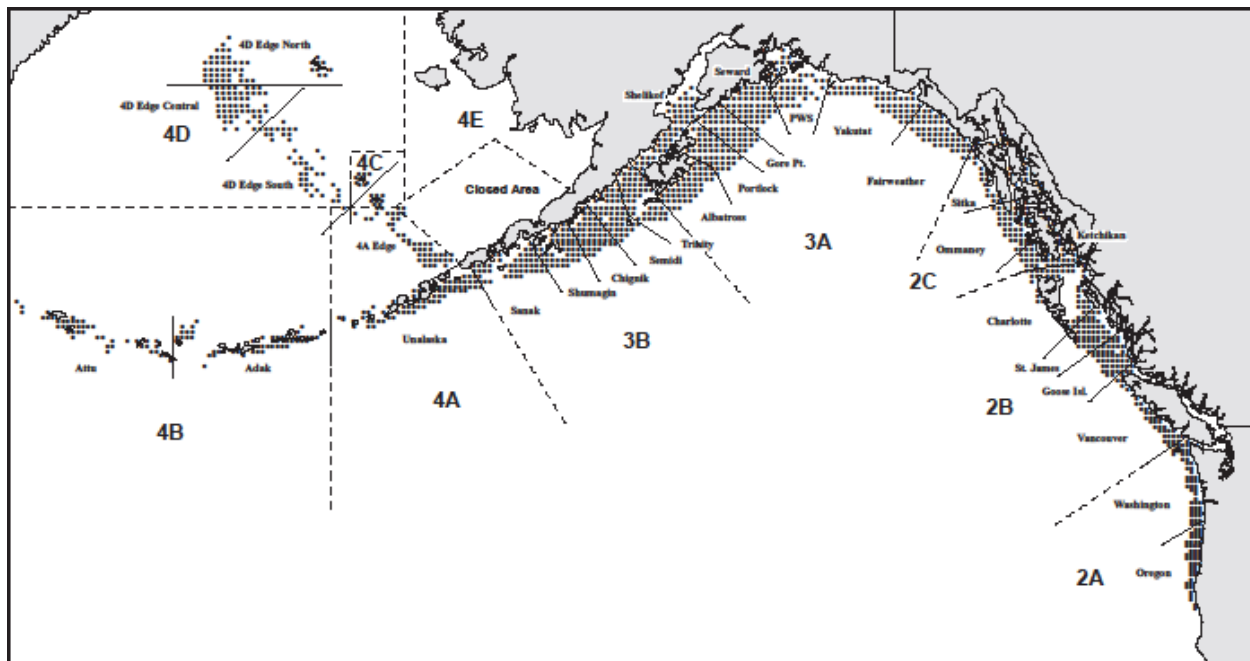 4D Edge North
4D Edge Central
4D
4E
4C
4D Edge South
Closed Area
4A Edge
Shelikof
Seward
PWS
Yakutat
Gore Pt.
Fairweather
Portlock
Albatross
3A
Sitka
Ketchikan
Trinity
Ommaney
Semidi
2C
Chignik
Shumagin
Sanak
Charlotte
Unalaska
3B
St. James
Attu
Adak
4A
Goose Isl.
2B
4B
Vancouver
Washington
2A
Oregon